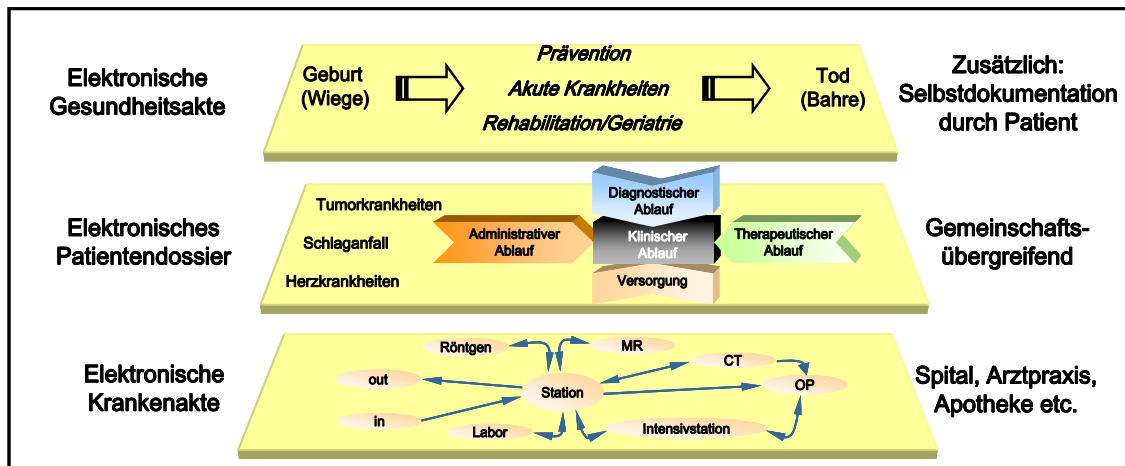 Elektronische
Gesundheitsakte
Geburt
(Wiege)
Prävention
Akute Krankheiten
Rehabilitation/Geriatrie
Tod
(Bahre)
Zusätzlich:
Selbstdokumentation
durch Patient
Elektronisches
Patientendossier
Tumorkrankheiten
Schlaganfall
Herzkrankheiten
Administrativer
Ablauf
Diagnostischer
Ablauf
Klinischer
Ablauf
Versorgung
Therapeutischer
Ablauf
Gemeinschafts-
übergreifend
Elektronische
Krankenakte
Röntgen
MR
CT
out
Station
OP
in
Labor
Intensivstation
Spital, Arztpraxis,
Apotheke etc.